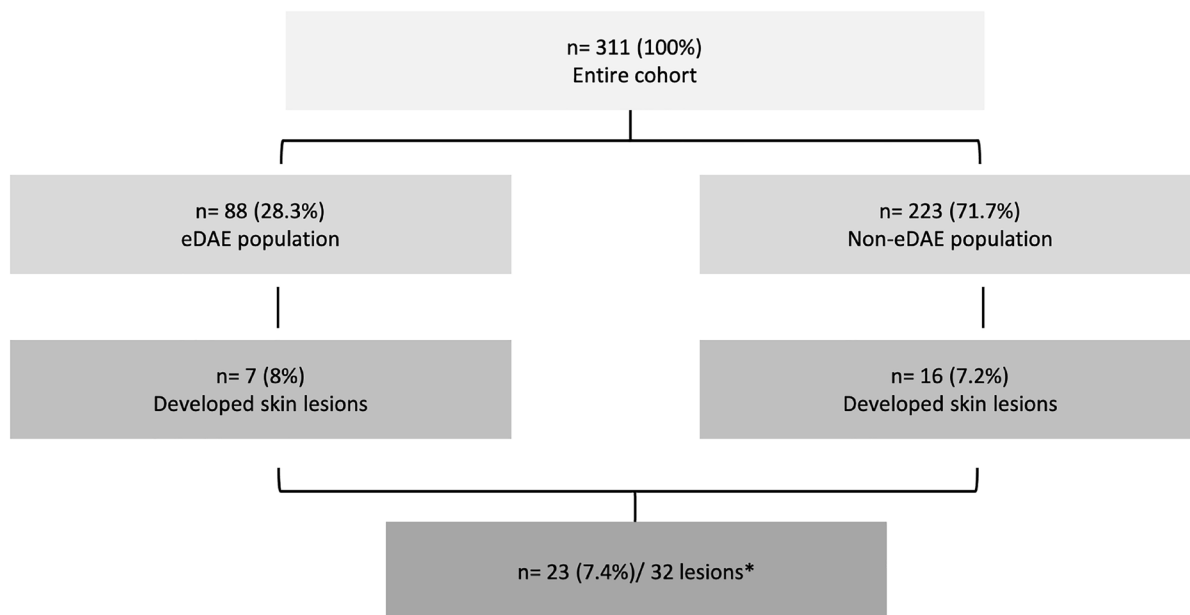 n= 311 (100%)
Entire cohort
n= 88 (28.3%)
eDAE population
n= 223 (71.7%)
Non-eDAE population
n= 7 (8%)
Developed skin lesions
n= 16 (7.2%)
Developed skin lesions
n= 23 (7.4%)/ 32 lesions*